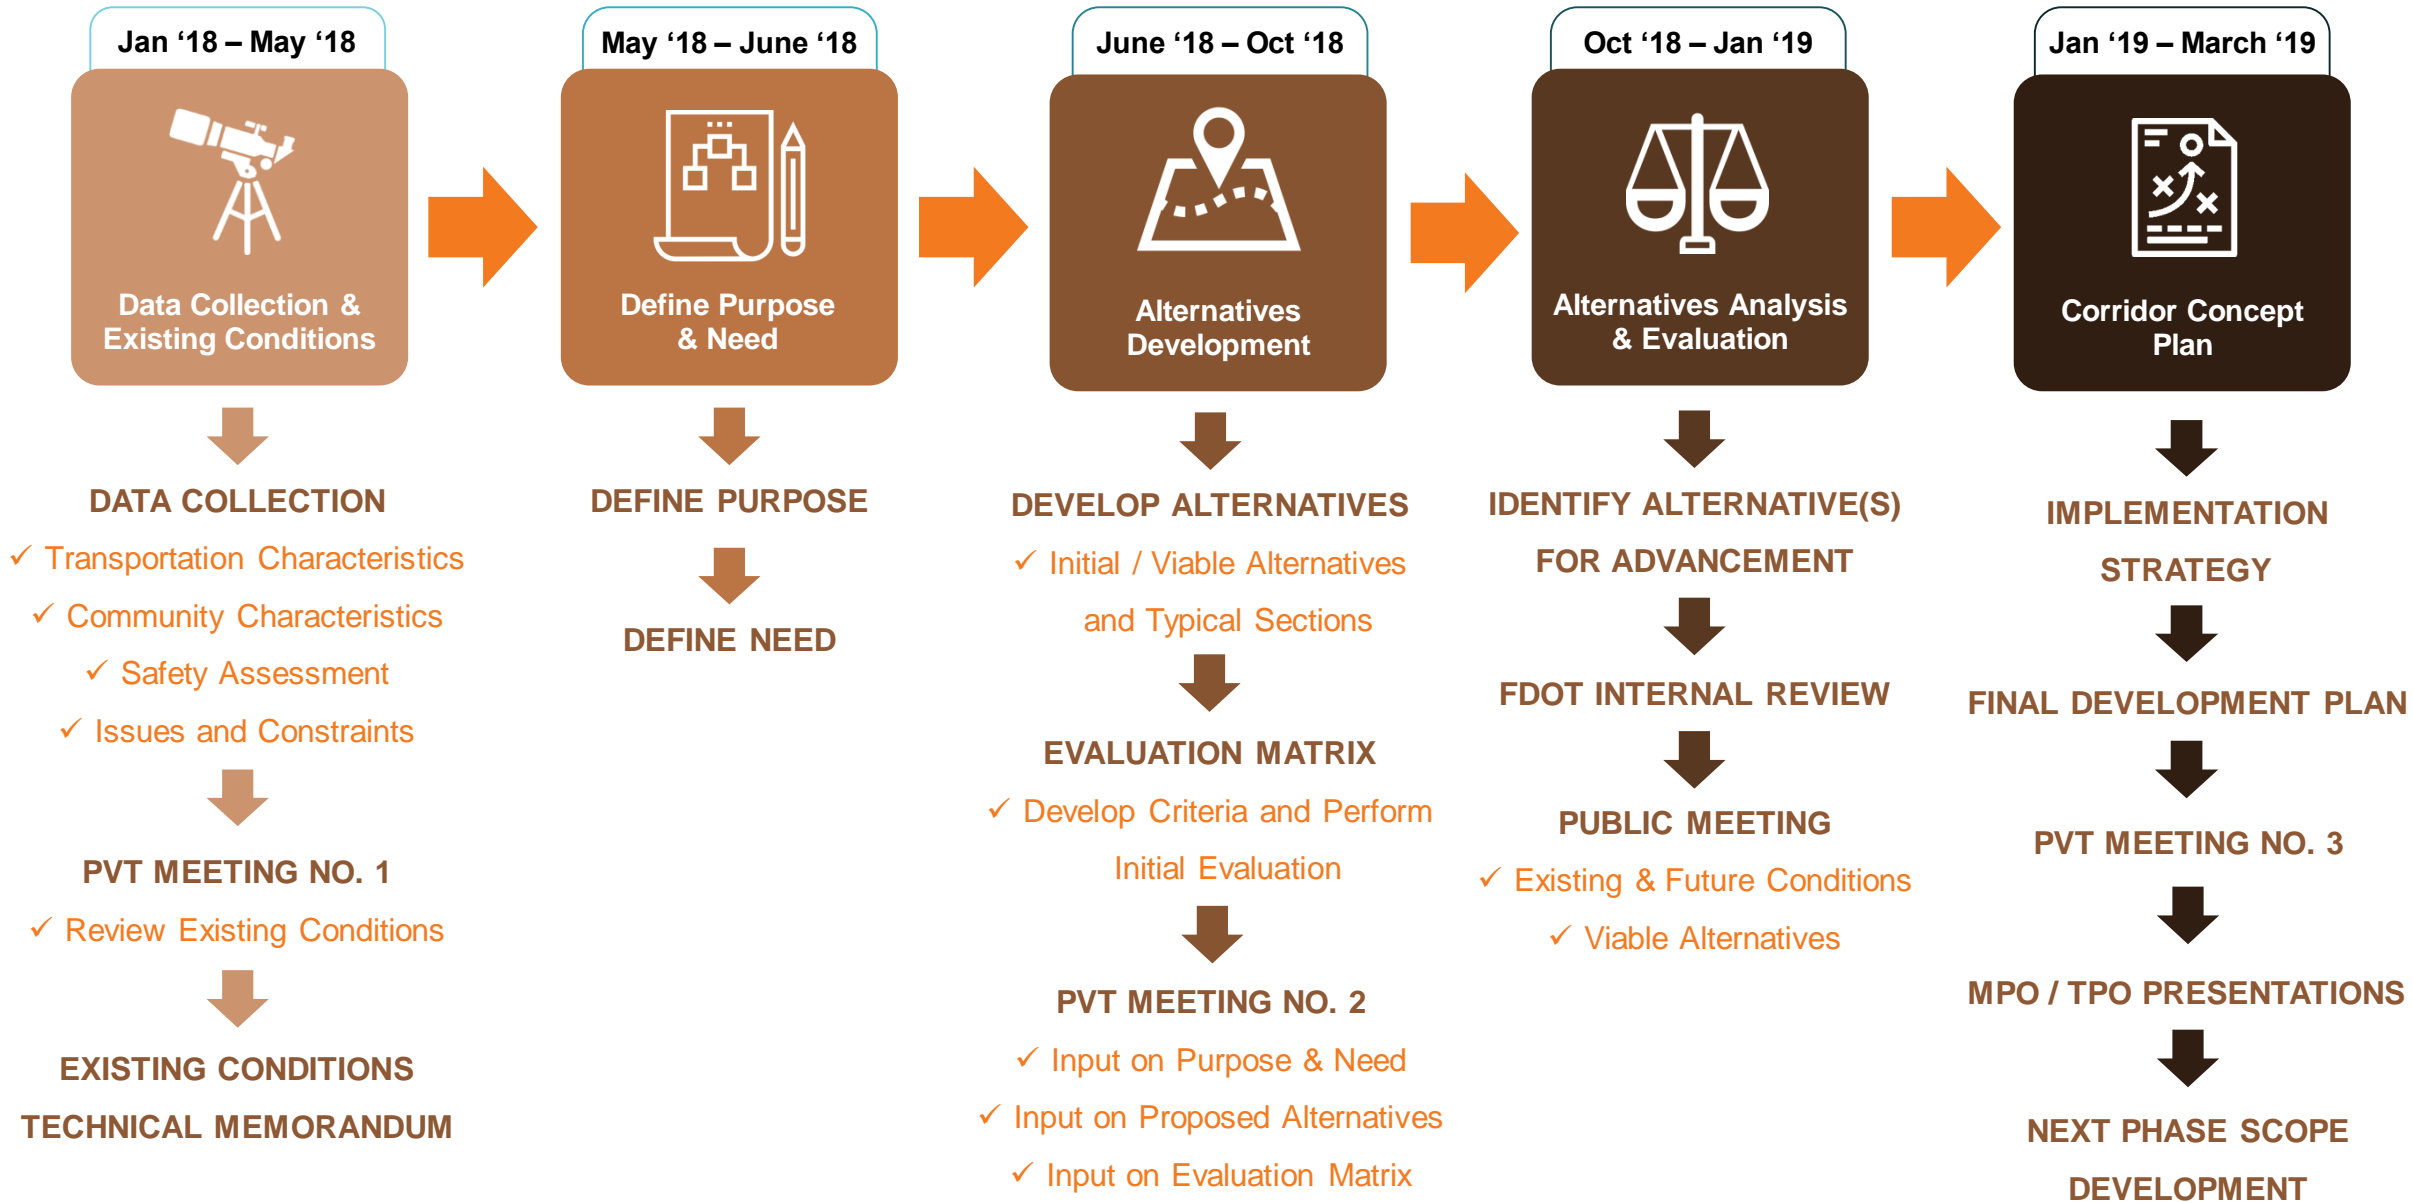 Jan ‘18 – May ‘18
Data Collection &
Existing Conditions
DATA COLLECTION
✓ Transportation Characteristics
✓ Community Characteristics
✓ Safety Assessment
✓ Issues and Constraints
PVT MEETING NO. 1
✓ Review Existing Conditions
EXISTING CONDITIONS
TECHNICAL MEMORANDUM
May ‘18 – June ‘18
Define Purpose
& Need
DEFINE PURPOSE
DEFINE NEED
June ‘18 – Oct ‘18
Alternatives
Development
DEVELOP ALTERNATIVES
✓ Initial / Viable Alternatives
and Typical Sections
EVALUATION MATRIX
✓ Develop Criteria and Perform
Initial Evaluation
PVT MEETING NO. 2
✓ Input on Purpose & Need
✓ Input on Proposed Alternatives
✓ Input on Evaluation Matrix
Oct ‘18 – Jan ‘19
Alternatives Analysis
& Evaluation
IDENTIFY ALTERNATIVE(S)
FOR ADVANCEMENT
FDOT INTERNAL REVIEW
PUBLIC MEETING
✓ Existing & Future Conditions
✓ Viable Alternatives
Jan ‘19 – March ‘19
Corridor Concept
Plan
IMPLEMENTATION
STRATEGY
FINAL DEVELOPMENT PLAN
PVT MEETING NO. 3
MPO / TPO PRESENTATIONS
NEXT PHASE SCOPE
DEVELOPMENT